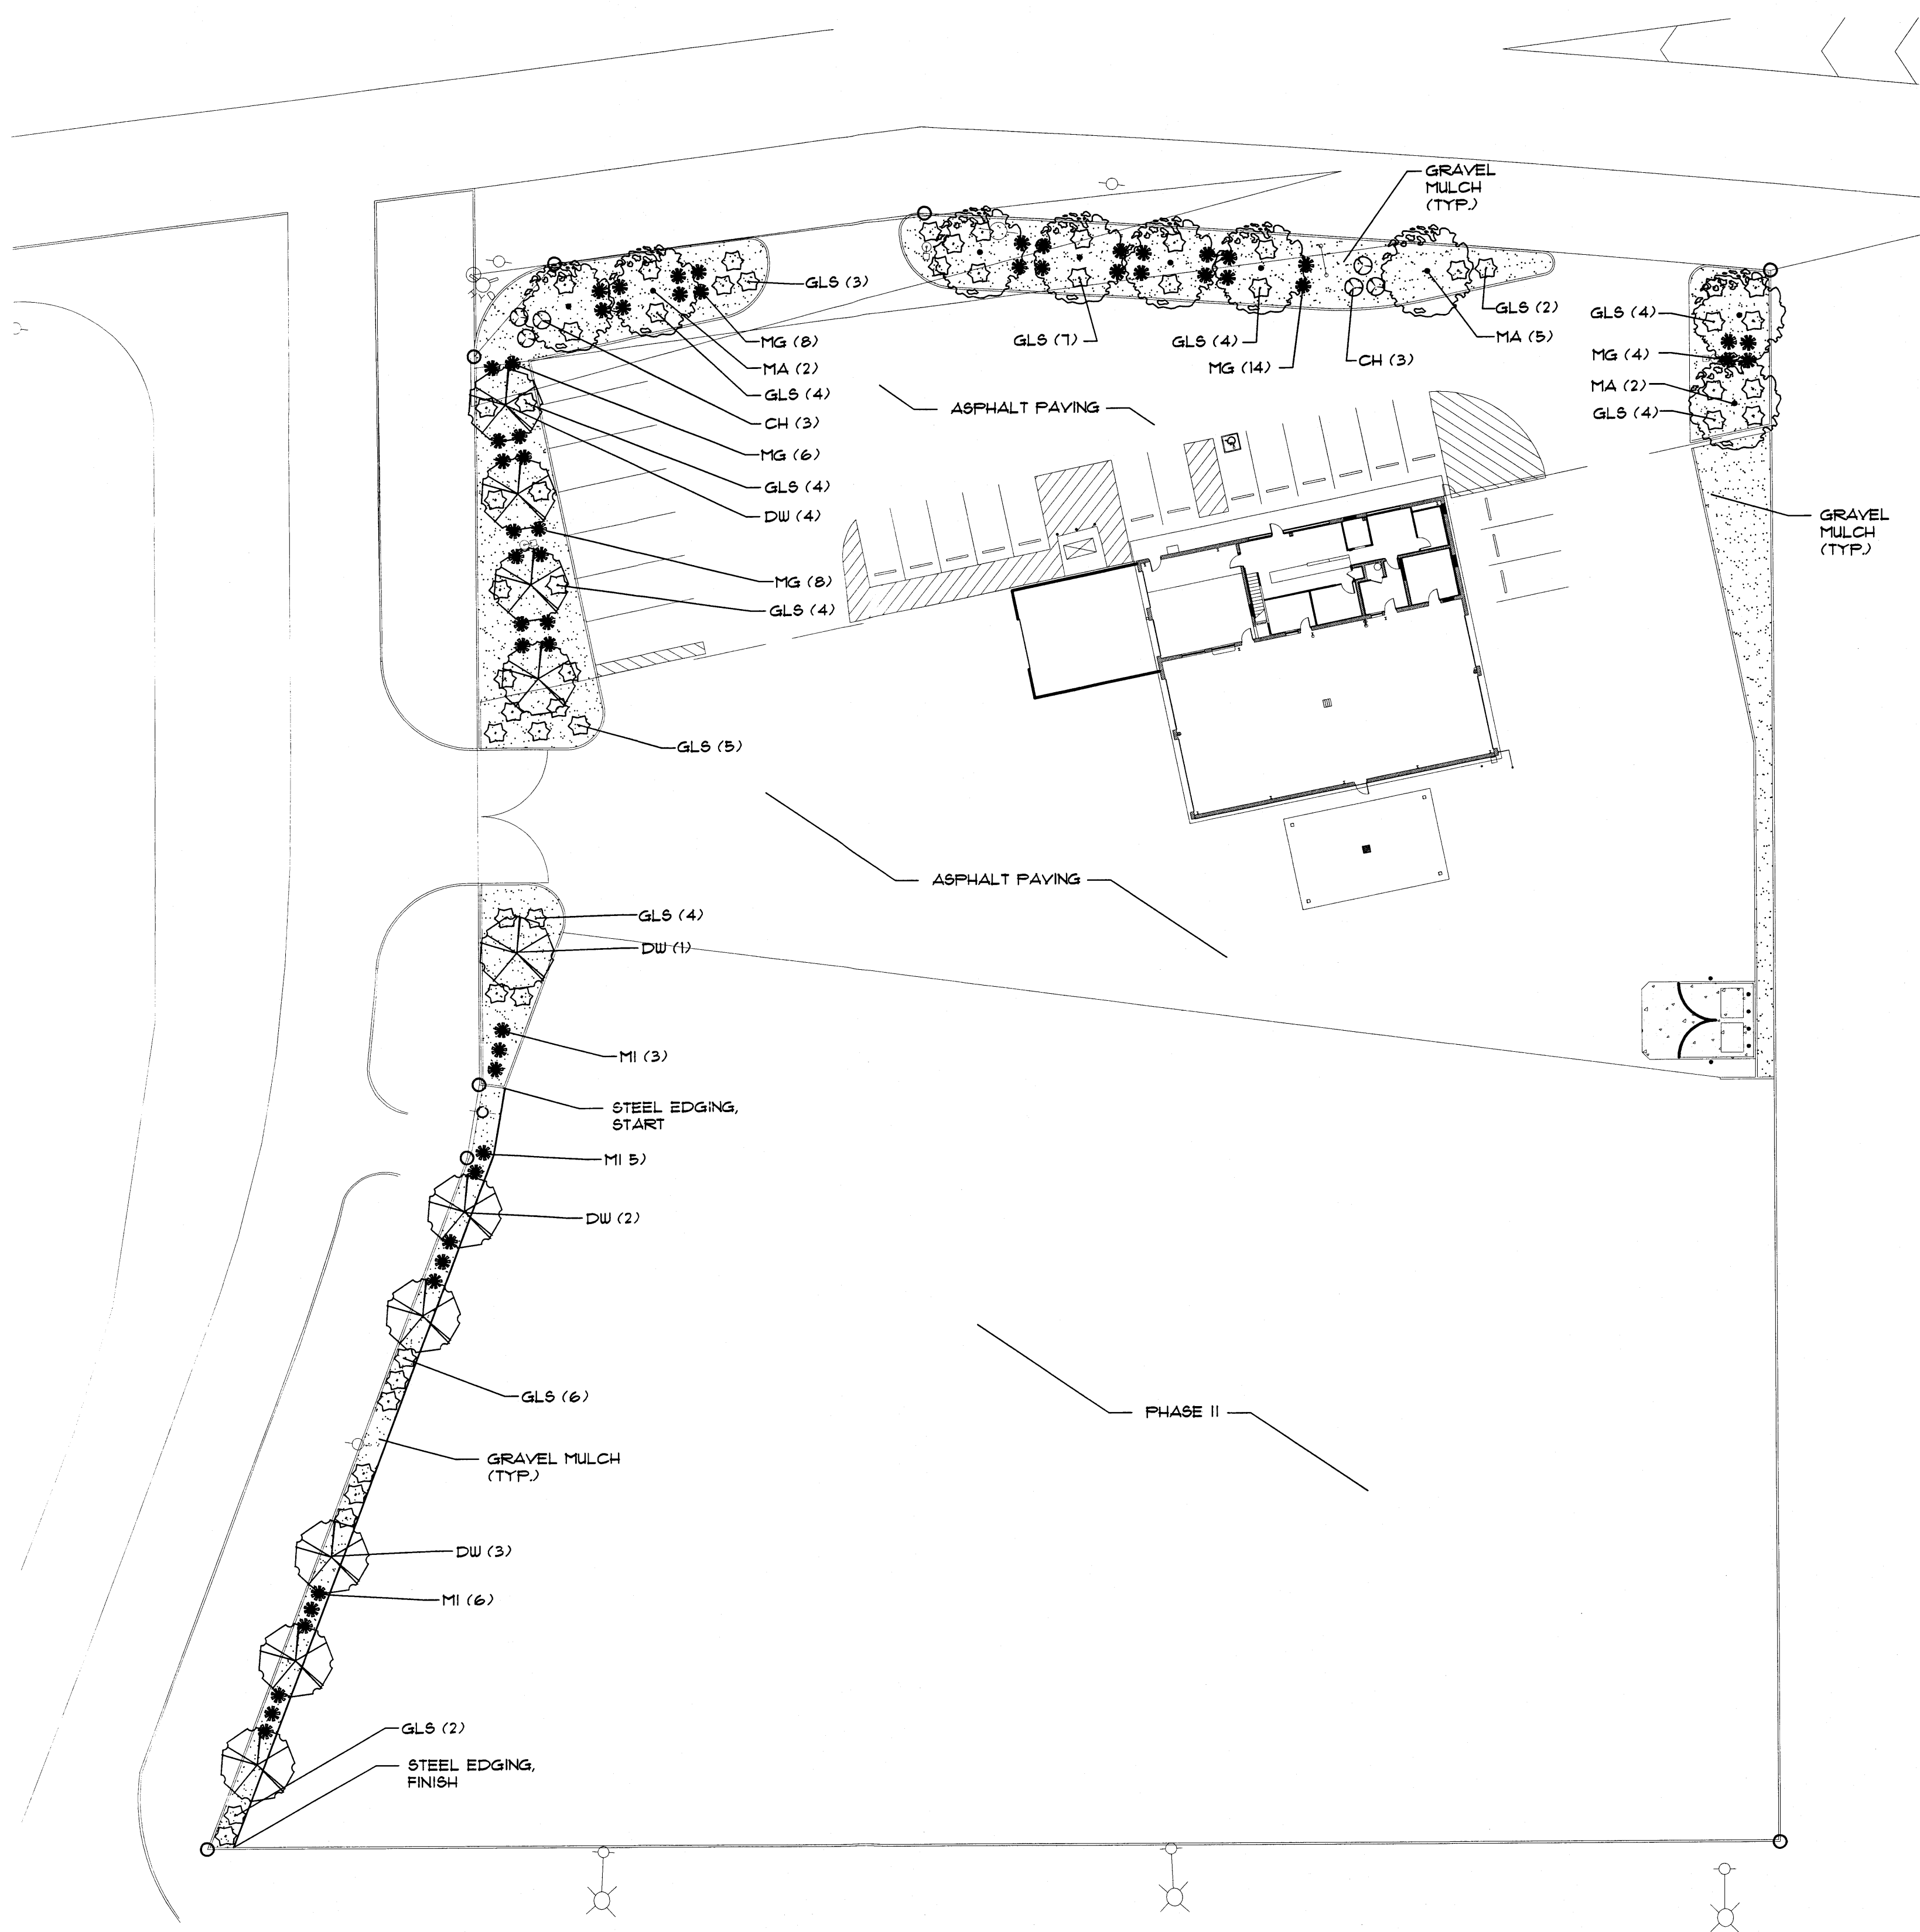 GRAVEL
MULCH
(TYP.)
GLS (3)
MG (8)
MA (2)
GLS (4)
CH (3)
MG (6)
GLS (4)
DW (4)
MG (8)
GLS (4)
GLS (5)
GLS (7)
GLS (4)
MG (14)
CH (3)
GLS (2)
MA (5)
GLS (4)
MG (4)
MA (2)
GLS (4)
ASPHALT PAVING
GRAVEL
MULCH
(TYP.)
ASPHALT PAVING
GLS (4)
DW (1)
MI (3)
STEEL EDGING,
START
MI 5)
DW (2)
GLS (6)
PHASE II
GRAVEL MULCH
(TYP.)
DW (3)
MI (6)
GLS (2)
STEEL EDGING,
FINISH